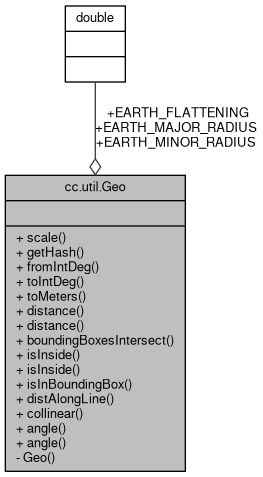 double
+EARTH_FLATTENING
+EARTH_MAJOR_RADIUS
+EARTH_MINOR_RADIUS
cc.util.Geo
+ scale()
+ getHash()
+ fromIntDeg()
+ toIntDeg()
+ toMeters()
+ distance()
+ distance()
+ boundingBoxesIntersect()
+ isInside()
+ isInside()
+ isInBoundingBox()
+ distAlongLine()
+ collinear()
+ angle()
+ angle()
- Geo()